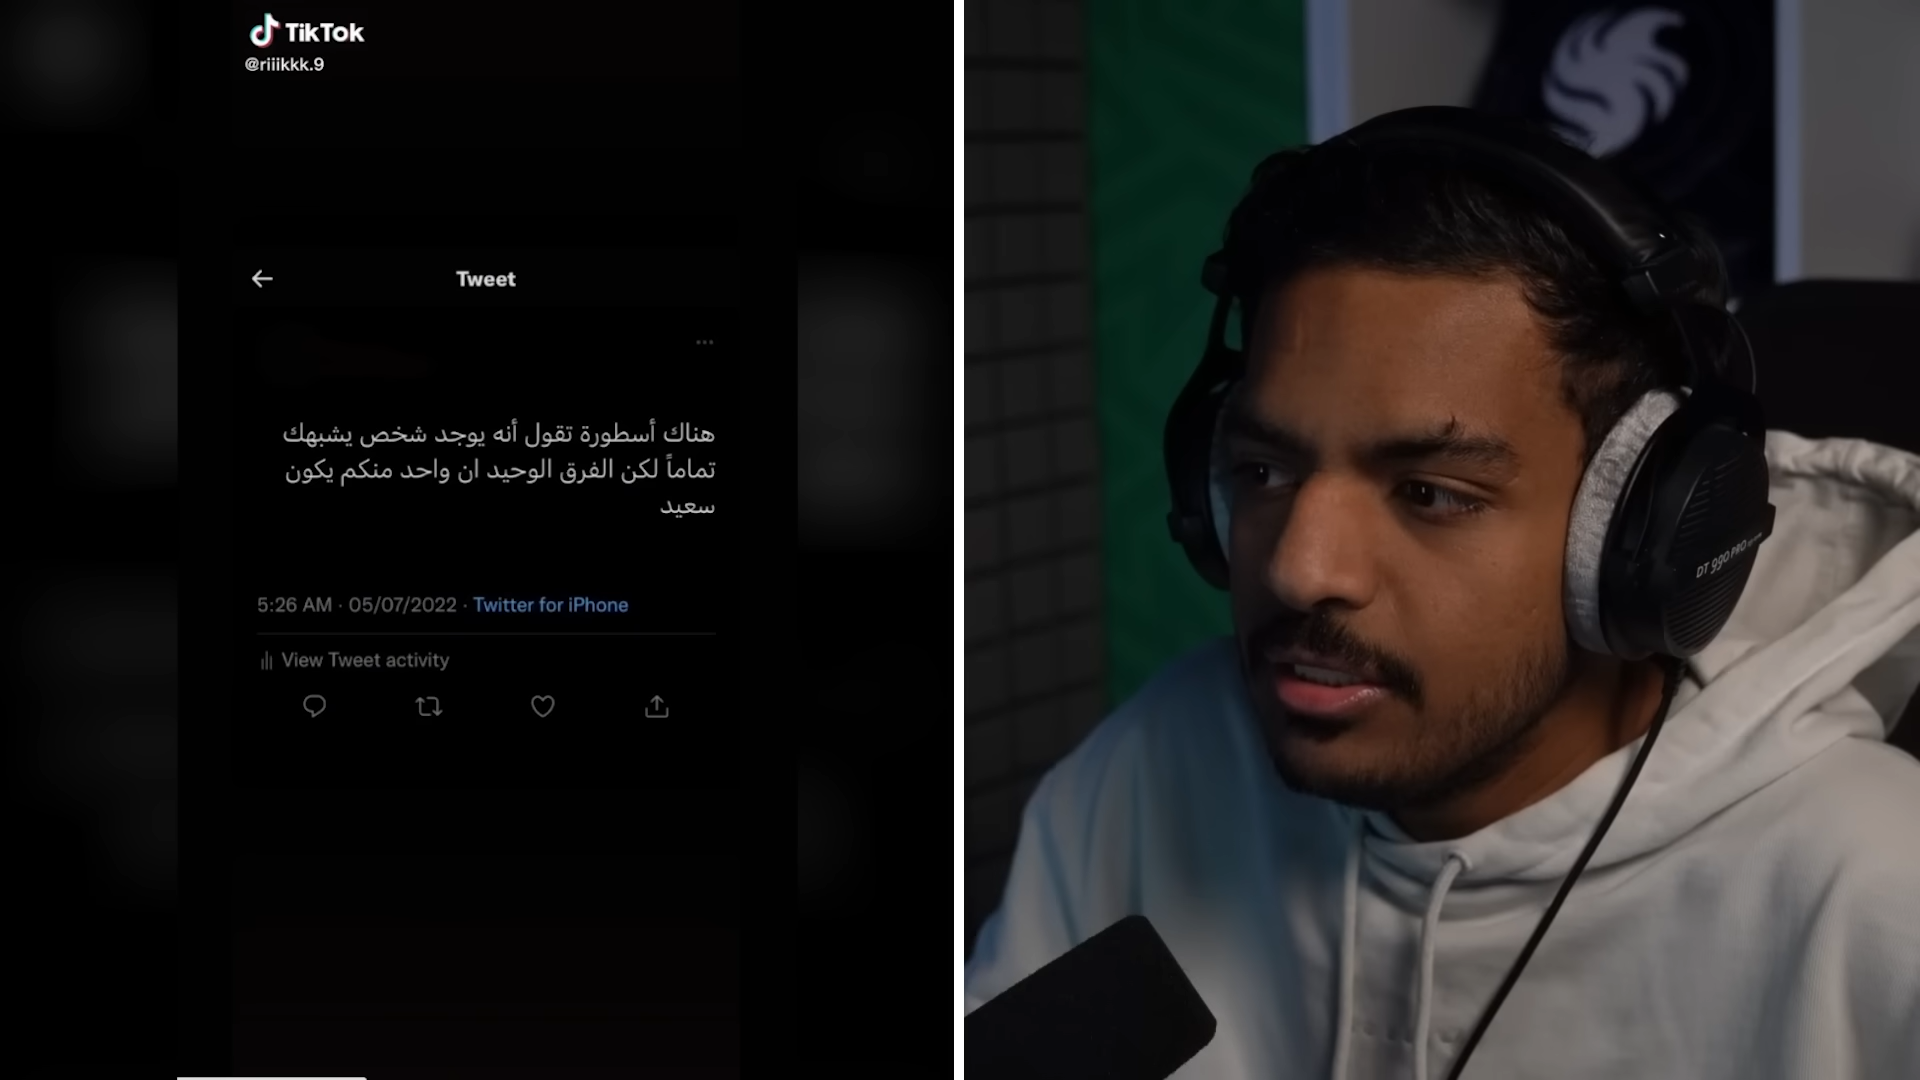 TikTok
@riiikkk.9
Tweet
هناك أسطورة تقول أنه يوجد شخص يشبهك
تماماً لكن الفرق الوحيد ان واحد منكم يكون
سعيد
5:26 AM · 05/07/2022 · Twitter for iPhone
View Tweet activity
DT 990 PRO